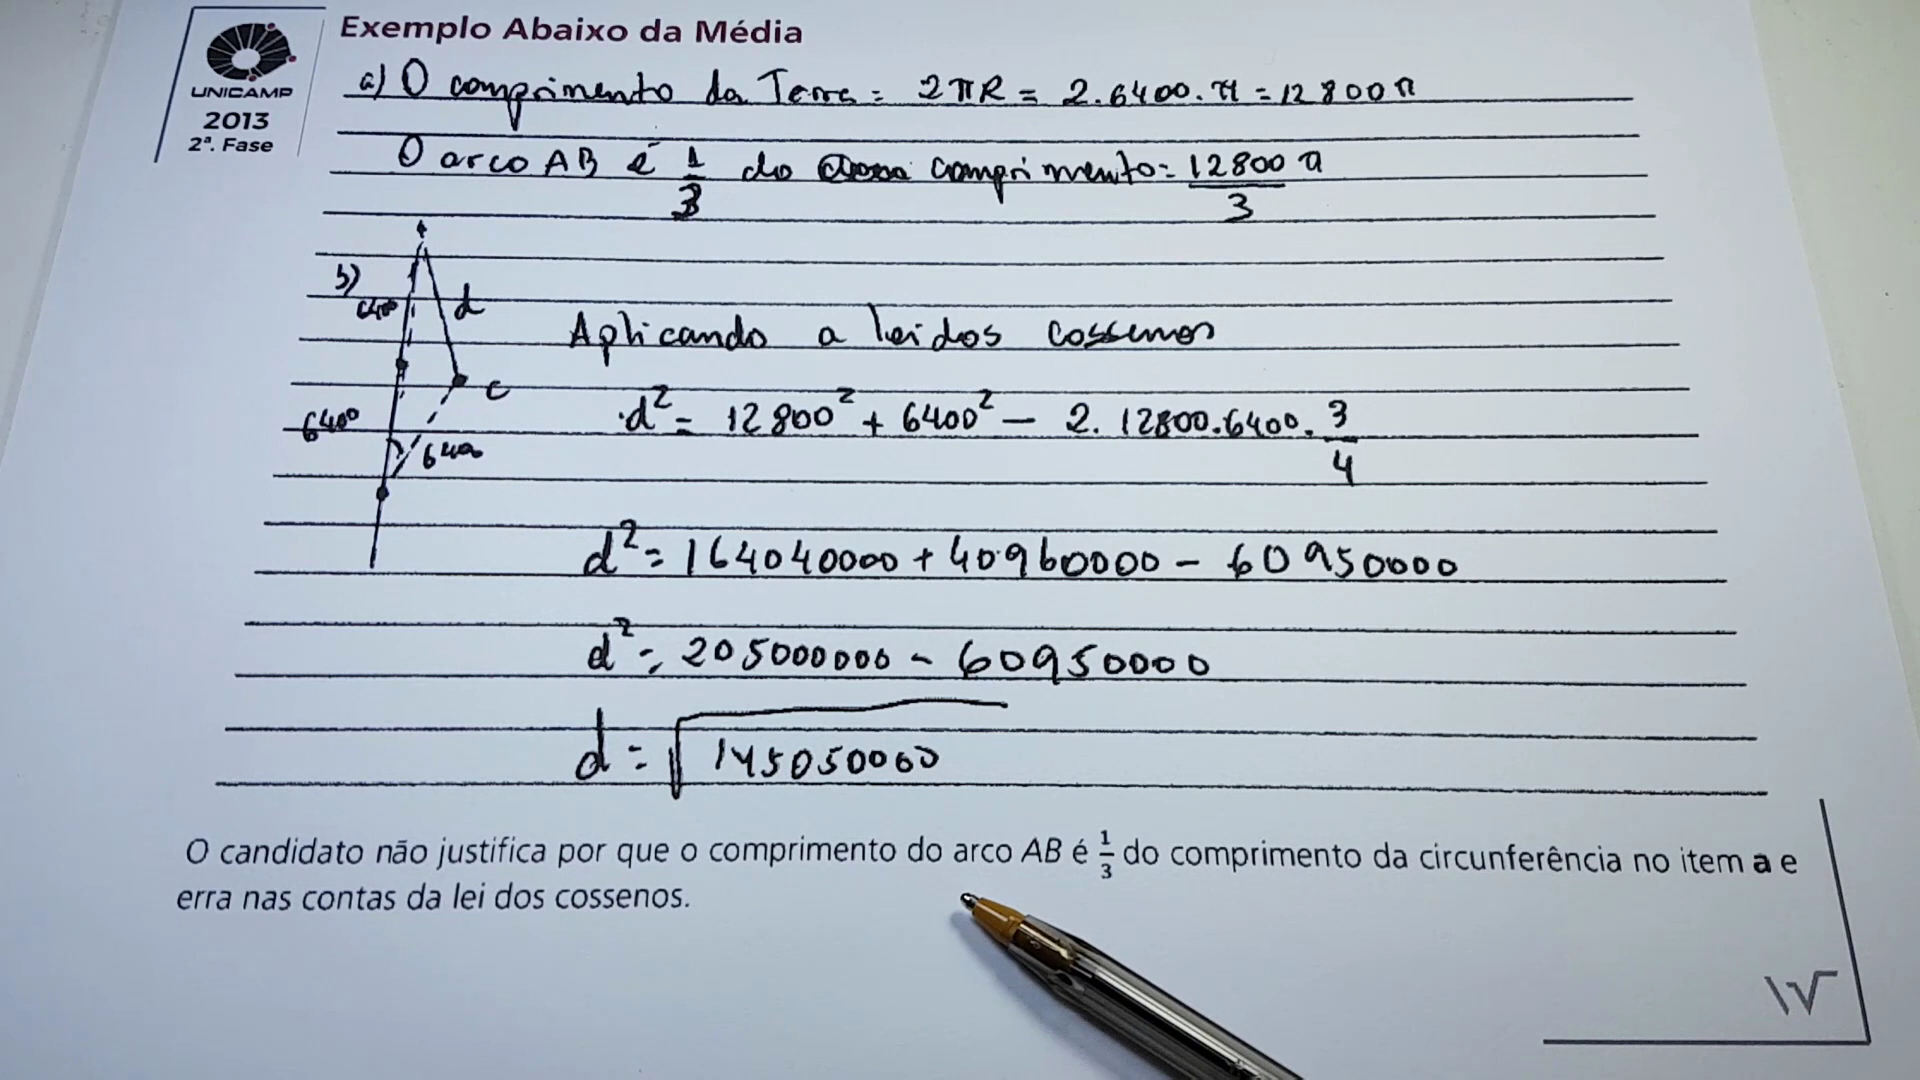 Exemplo Abaixo da Média
UNICAMP
2013
2ª. Fase
a) O comprimento da Terra = 2πR = 2.6400.π = 12800π
O arco AB é 1/3 do comprimento = 12800π/3
b)
6400
d
Aplicando a lei dos cossenos
C
6400
d² = 12800² + 6400² - 2. 12800.6400. 3/4
6400
d² = 164040000 + 40960000 - 60950000
d² = 205000000 - 60950000
d = √145050000
O candidato não justifica por que o comprimento do arco AB é 1/3 do comprimento da circunferência no item a e
erra nas contas da lei dos cossenos.